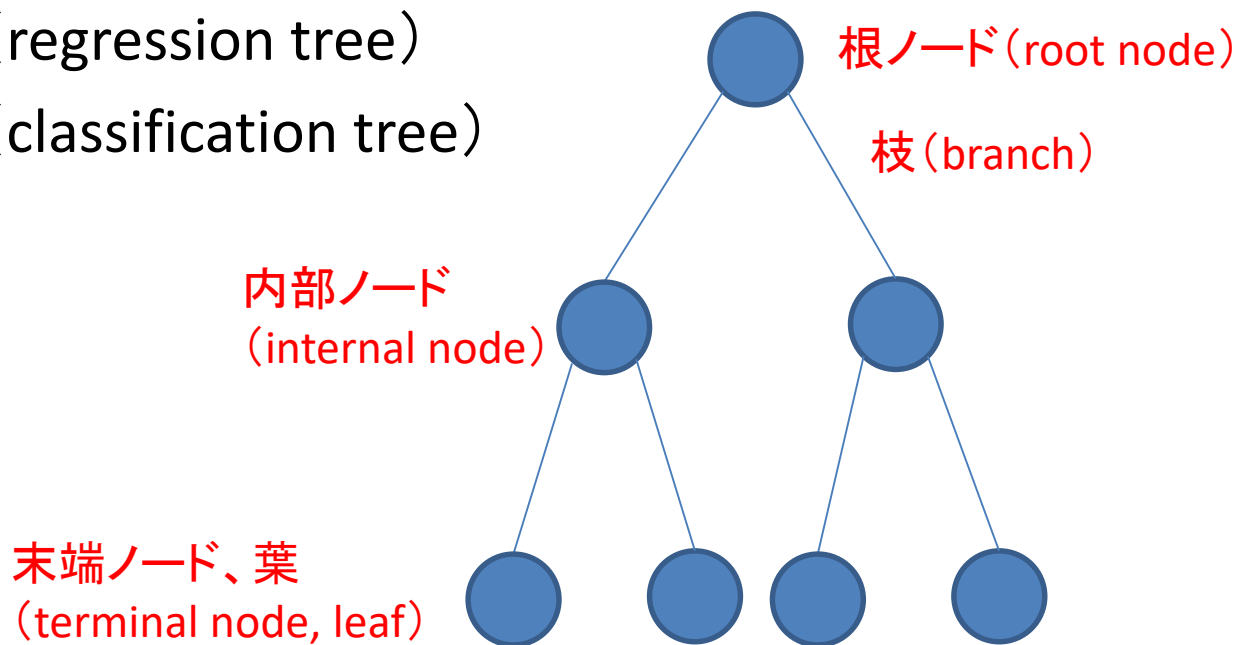 （regression tree）
（classification tree）
根ノード（root node）
枝（branch）
内部ノード
（internal node）
末端ノード、葉
（terminal node, leaf）